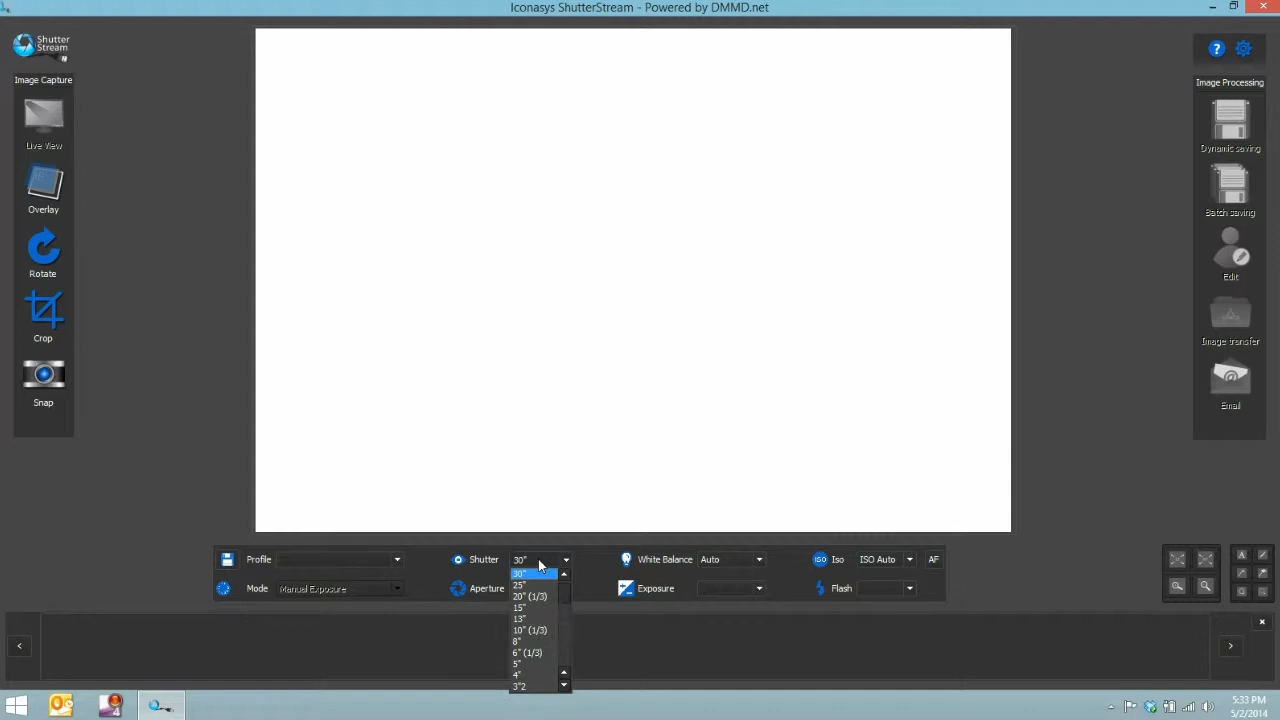 Iconasys ShutterStream - Powered by DMMD.net
Shutter
Stream
Image Capture
Live View
Overlay
Rotate
Crop
Snap
?
Image Processing
Dynamic saving
Batch saving
Edit
Image transfer
Email
Profile
Shutter 30"
White Balance Auto
ISO Iso ISO Auto AF
Mode Manual Exposure
Aperture
Exposure
Flash
30"
25"
20" (1/3)
15"
13"
10" (1/3)
8"
6" (1/3)
5"
4"
3"2
A
<
>
5:33 PM
5/2/2014